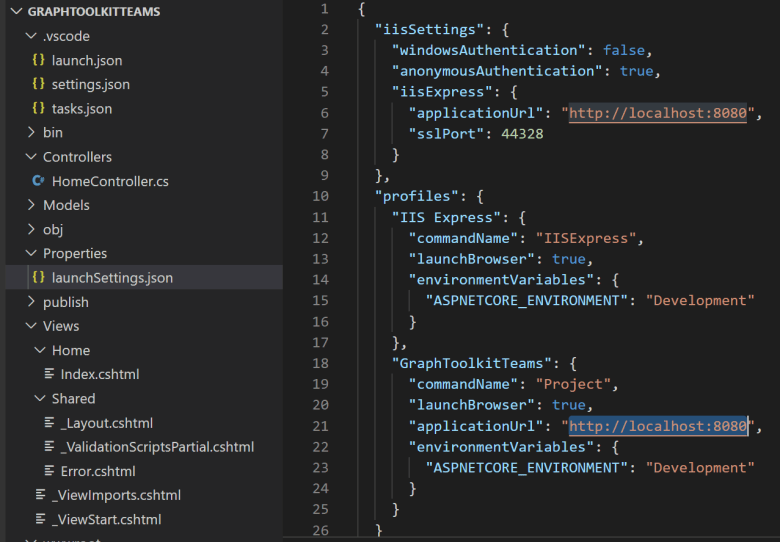 GRAPHTOOLKITTEAMS
.vscode
{} launch.json
{} settings.json
{} tasks.json
bin
Controllers
C# HomeController.cs
Models
obj
Properties
{} launchSettings.json
publish
Views
Home
Index.cshtml
Shared
_Layout.cshtml
_ValidationScriptsPartial.cshtml
Error.cshtml
_ViewImports.cshtml
_ViewStart.cshtml
1 {
2 "iisSettings": {
3 "windowsAuthentication": false,
4 "anonymousAuthentication": true,
5 "iisExpress": {
6 "applicationUrl": "http://localhost:8080",
7 "sslPort": 44328
8 }
9 },
10 "profiles": {
11 "IIS Express": {
12 "commandName": "IISExpress",
13 "launchBrowser": true,
14 "environmentVariables": {
15 "ASPNETCORE_ENVIRONMENT": "Development"
16 }
17 },
18 "GraphToolkitTeams": {
19 "commandName": "Project",
20 "launchBrowser": true,
21 "applicationUrl": "http://localhost:8080",
22 "environmentVariables": {
23 "ASPNETCORE_ENVIRONMENT": "Development"
24 }
25 }
26 }